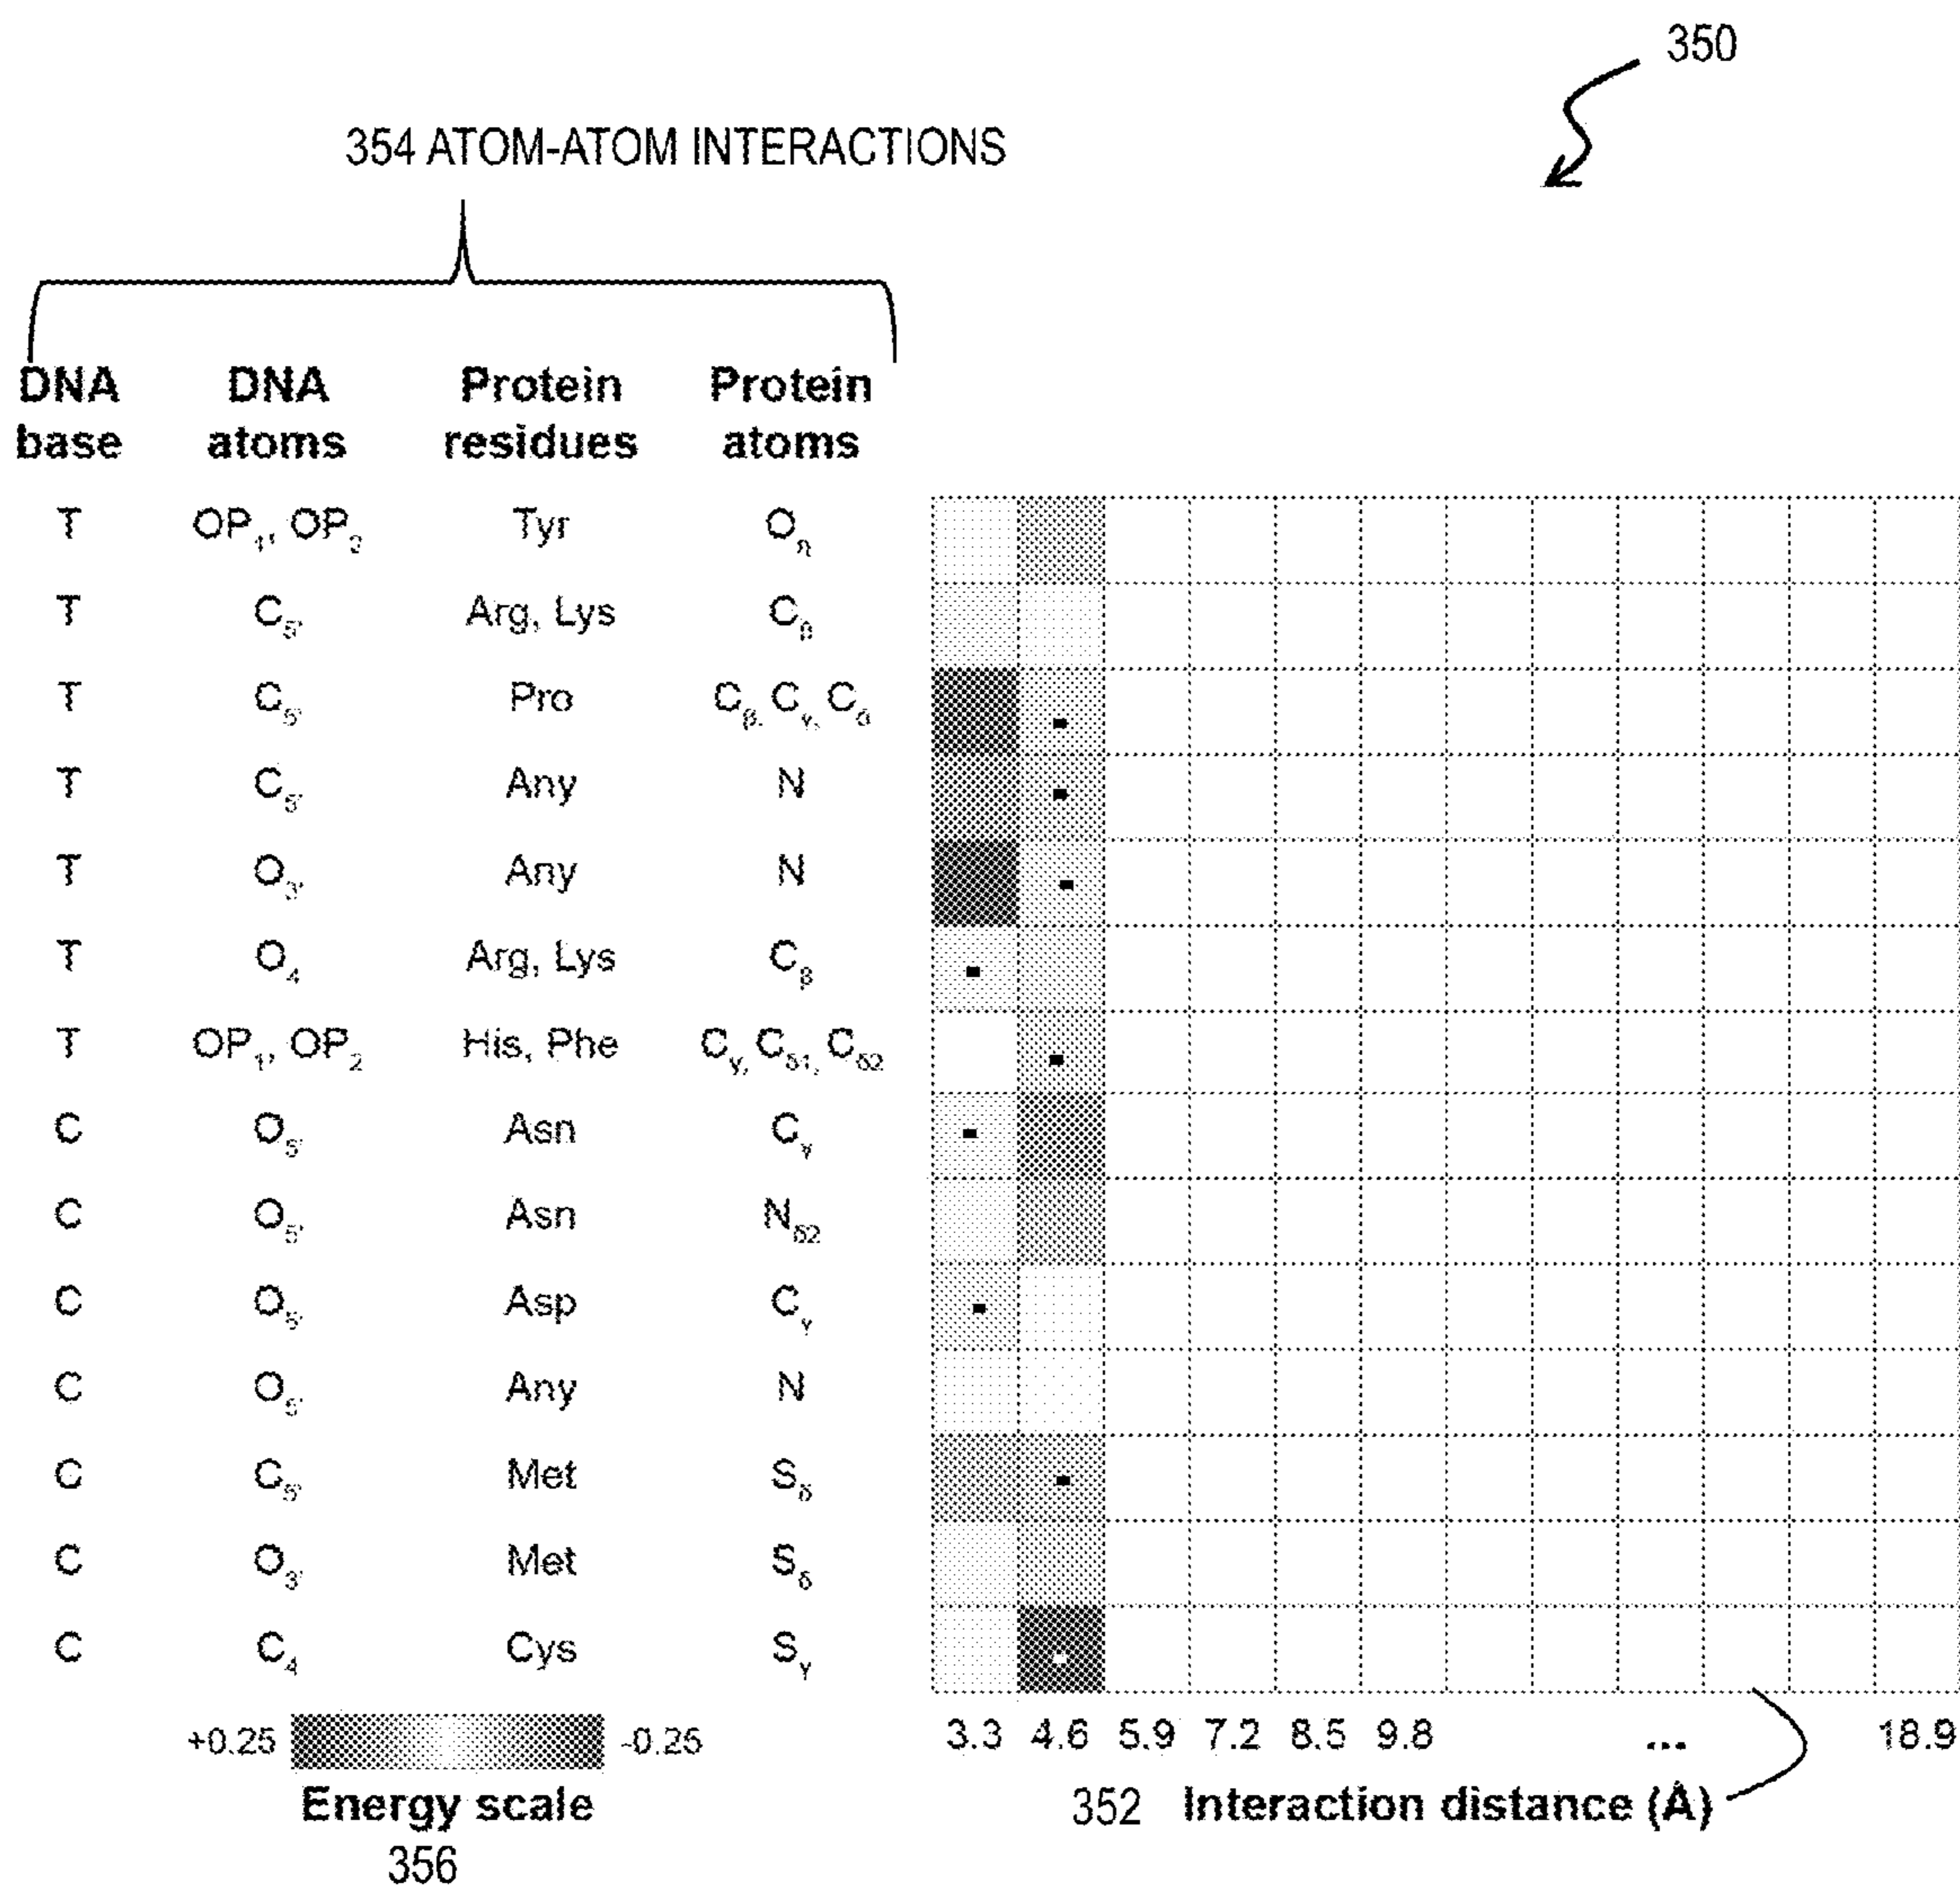 350
354 ATOM-ATOM INTERACTIONS
DNA base DNA atoms Protein residues Protein atoms
T OP₁, OP₂ Tyr Oη
T C₅' Arg, Lys Cβ
T C₅' Pro Cβ, Cγ, Cδ
T C₅' Any N
T O₃' Any N
T O₄ Arg, Lys Cβ
T OP₁, OP₂ His, Phe Cγ, Cδ1, Cδ2
C O₅' Asn Cγ
C O₅' Asn Nδ2
C O₅' Asp Cγ
C O₅' Any N
C C₅' Met Sδ
C O₃' Met Sδ
C C₄ Cys Sγ
+0.25 -0.25
Energy scale
356
3.3 4.6 5.9 7.2 8.5 9.8 ... 18.9
352 Interaction distance (Å)